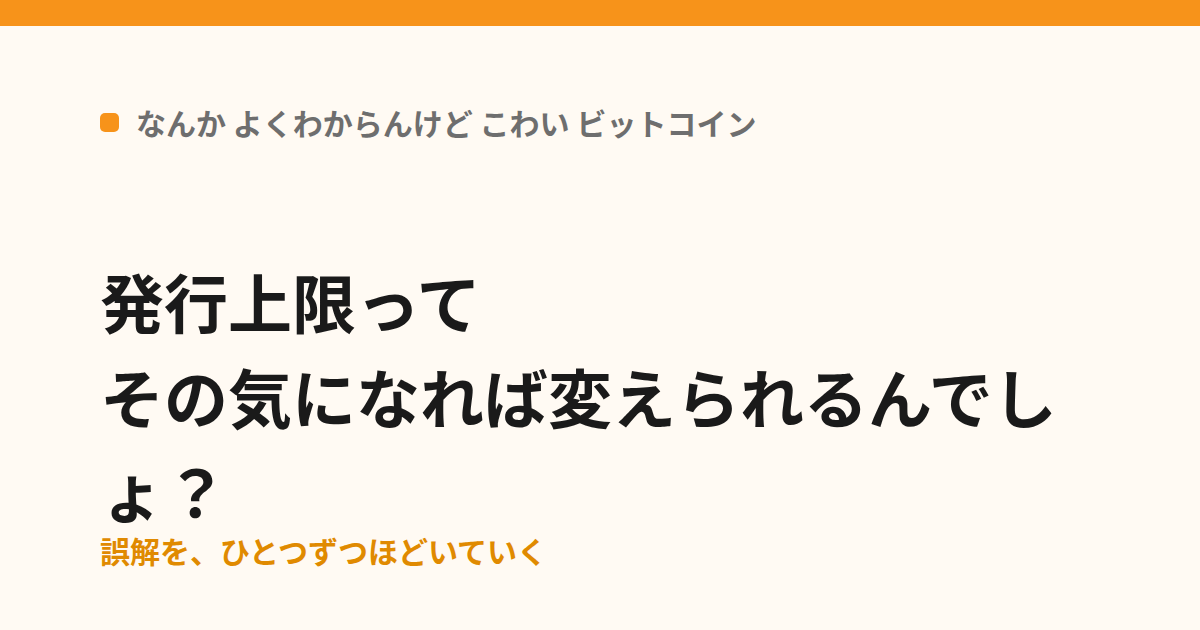 なんか よくわからんけど こわい ビットコイン
発行上限って
その気になれば変えられるんでし
ょ？
誤解を、ひとつずつほどいていく